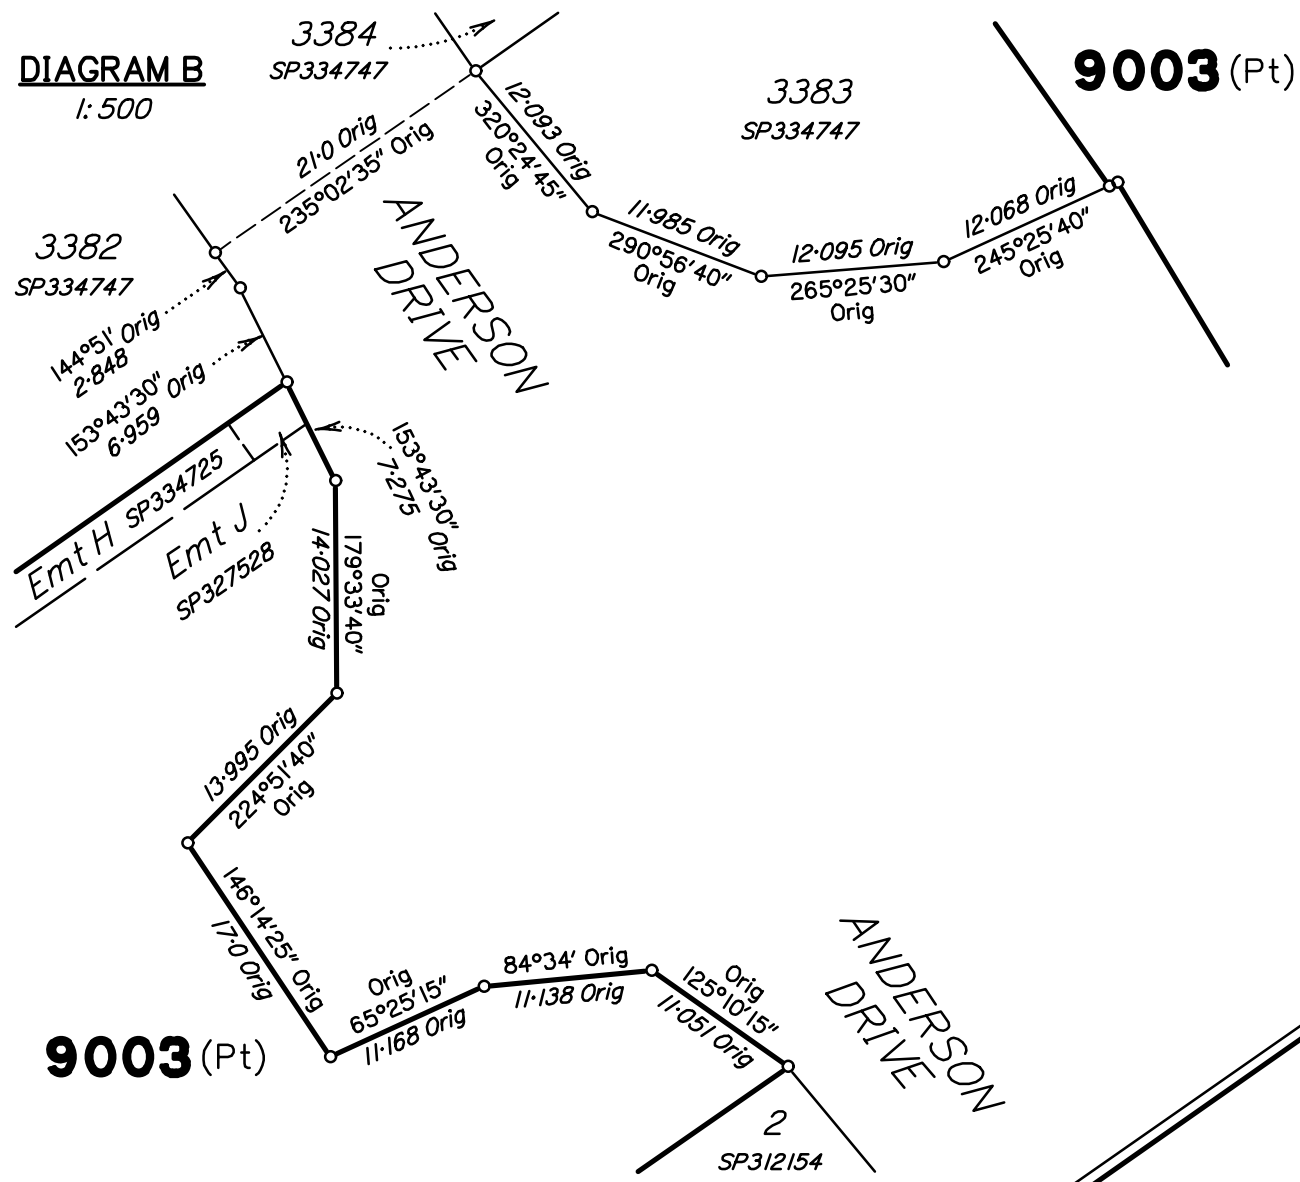 DIAGRAM B
1:500
3384
SP334747
9003 (Pt)
3383
SP334747
12·093 Orig
320°24'45"
Orig
21·0 Orig
235°02'35" Orig
ANDERSON
DRIVE
11·985 Orig
290°56'40"
Orig
12·095 Orig
265°25'30"
Orig
12·068 Orig
245°25'40"
Orig
3382
SP334747
144°51' Orig
2·848
153°43'30"
6·959 Orig
153°43'30"
7·275 Orig
Emt H SP334725
Emt J
SP327528
Orig
179°33'40"
14·027 Orig
13·995 Orig
224°51'40"
Orig
146°14'25" Orig
17·0 Orig
Orig
65°25'15"
11·168 Orig
84°34' Orig
11·138 Orig
Orig
125°10'15"
11·051 Orig
ANDERSON
DRIVE
9003 (Pt)
2
SP312154